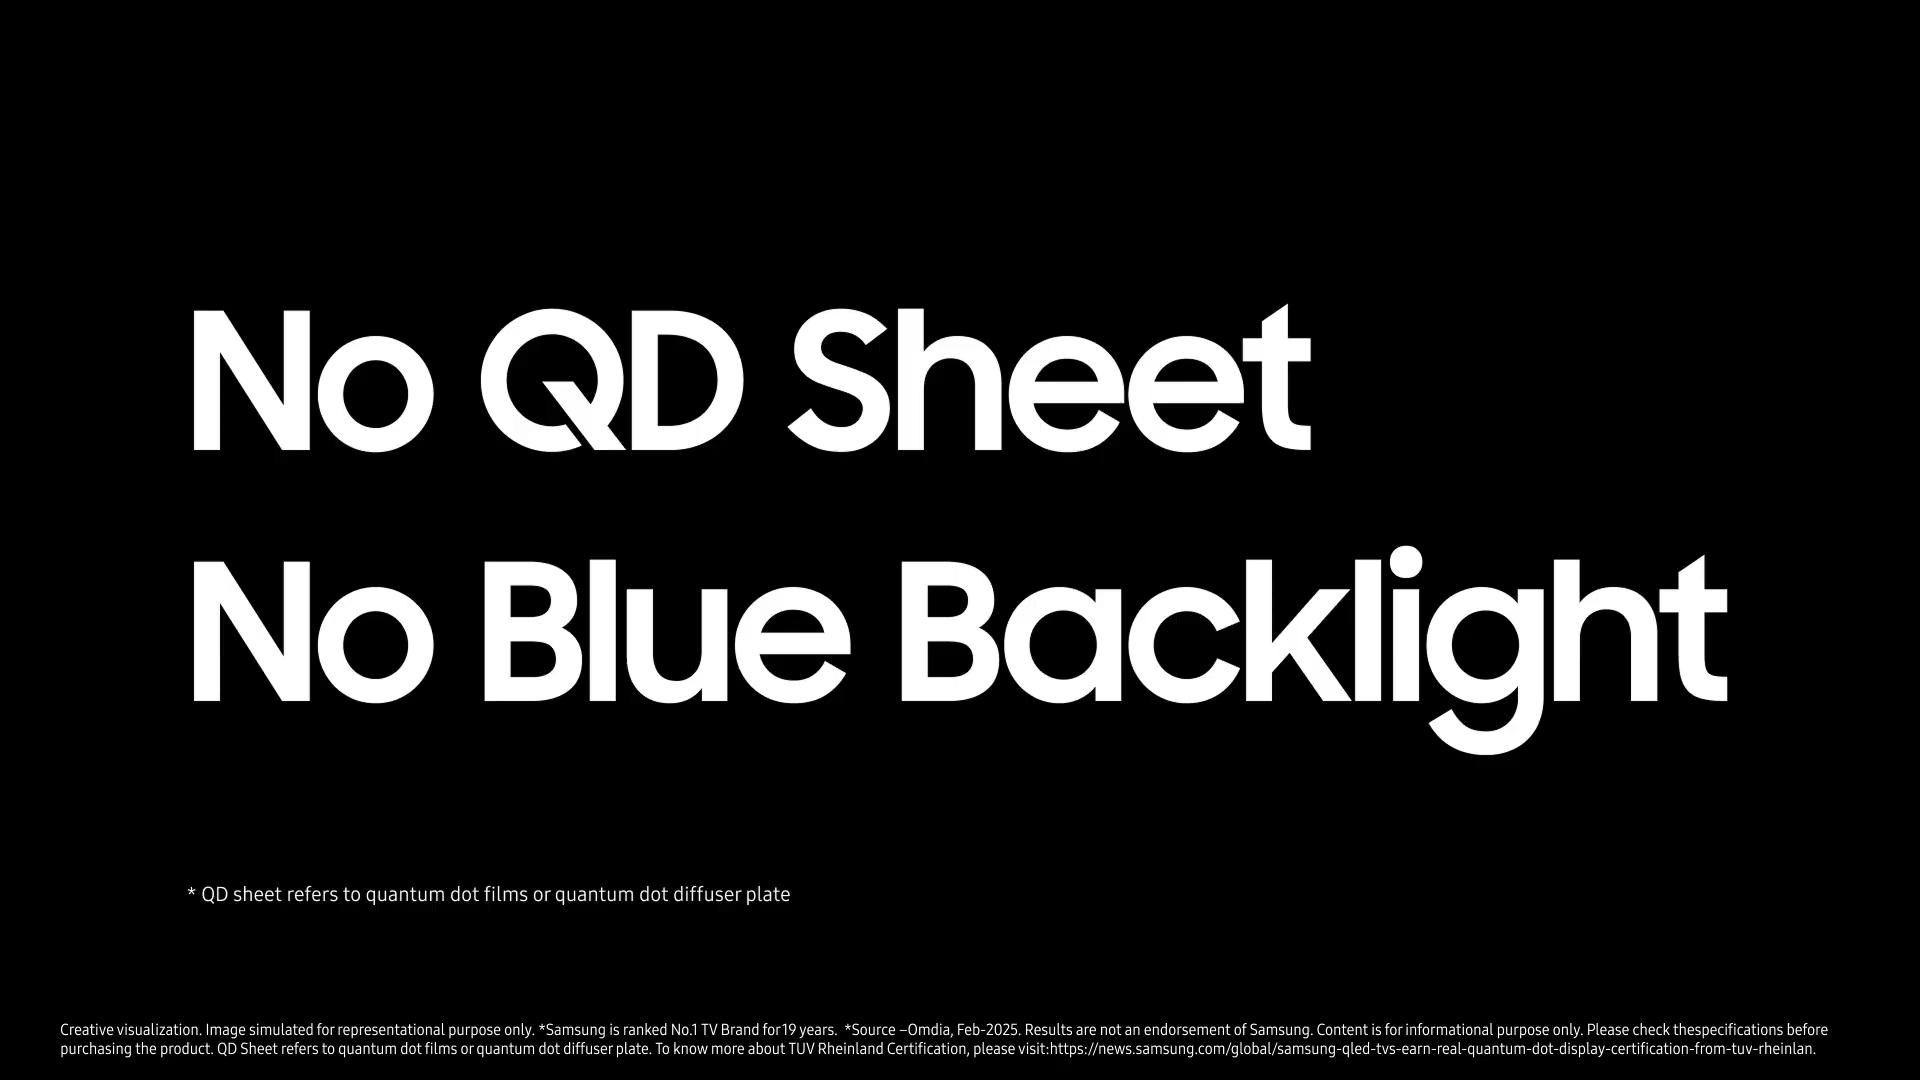 No QD Sheet
No Blue Backlight
* QD sheet refers to quantum dot films or quantum dot diffuser plate
Creative visualization. Image simulated for representational purpose only. *Samsung is ranked No.1 TV Brand for 19 years. *Source –Omdia, Feb-2025. Results are not an endorsement of Samsung. Content is for informational purpose only. Please check thespecifications before
purchasing the product. QD Sheet refers to quantum dot films or quantum dot diffuser plate. To know more about TUV Rheinland Certification, please visit:https://news.samsung.com/global/samsung-qled-tvs-earn-real-quantum-dot-display-certification-from-tuv-rheinlan.